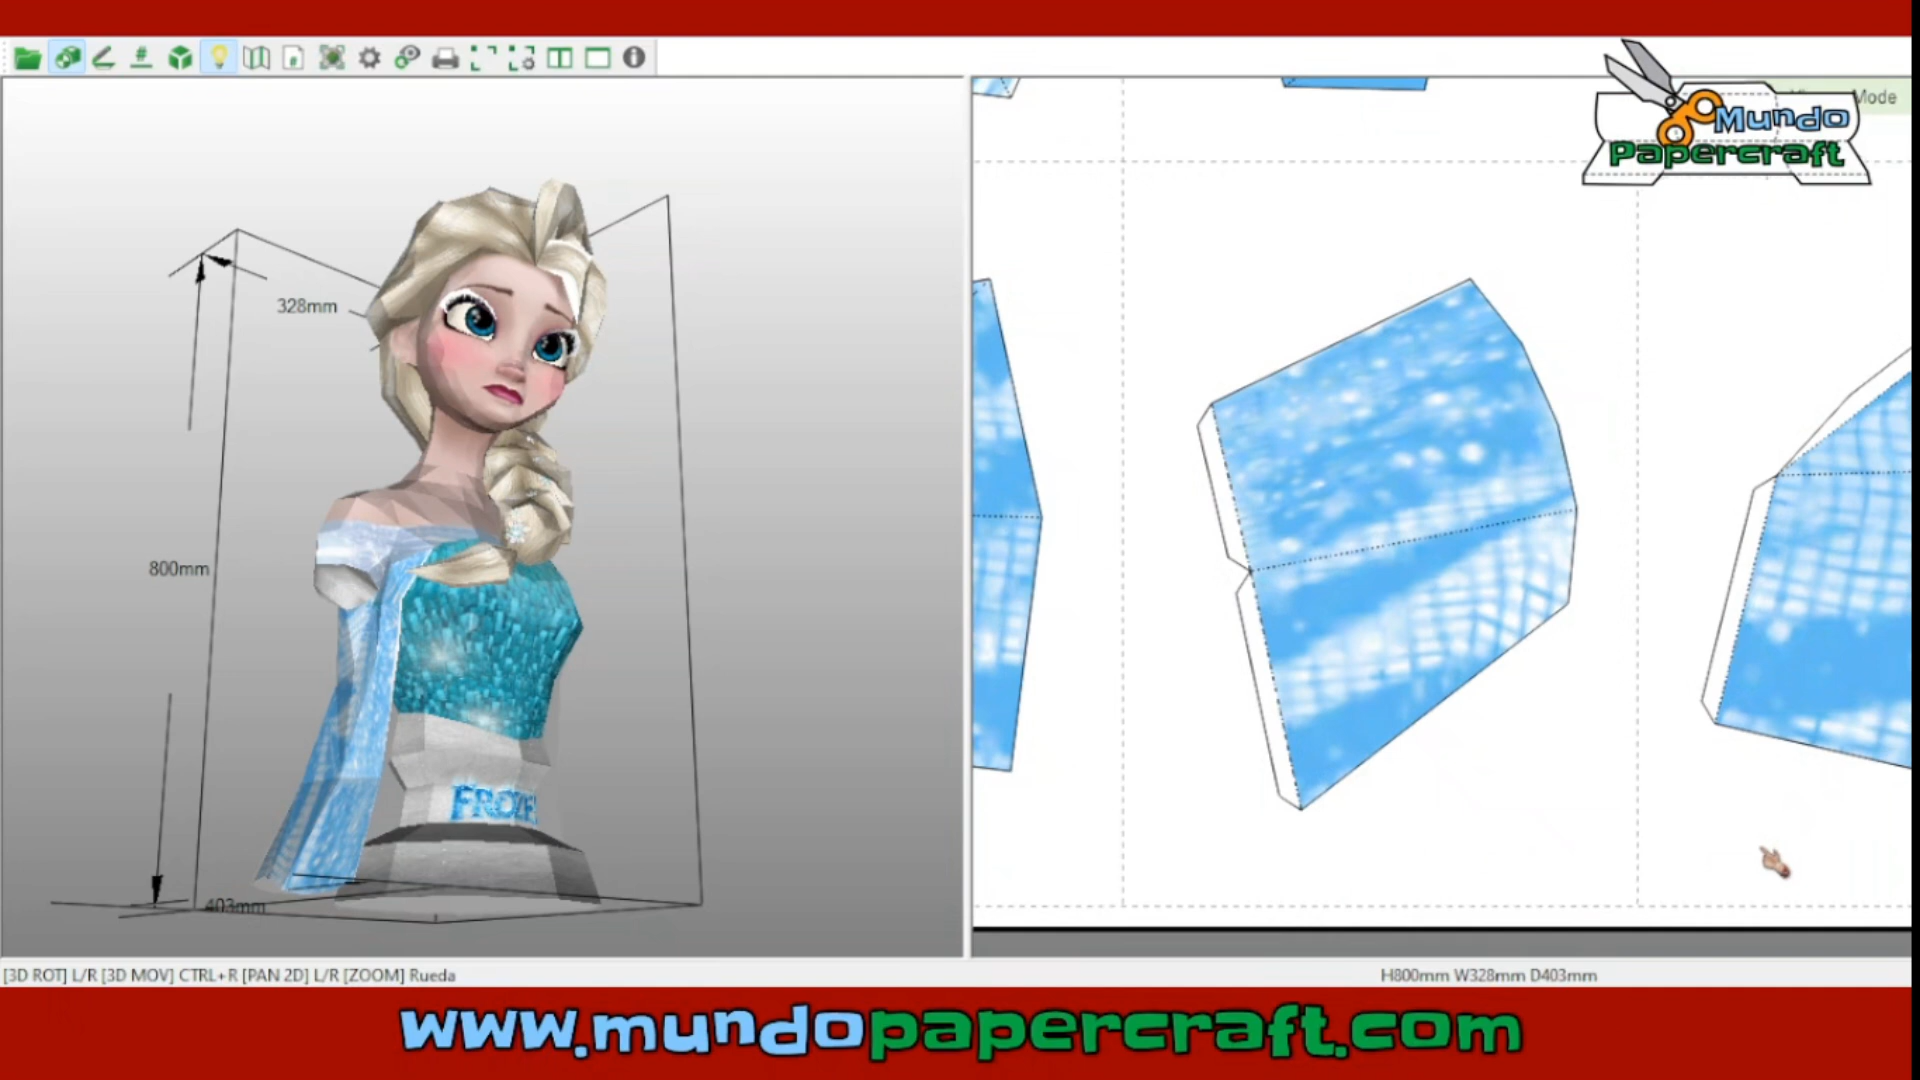 Mode
Mundo
Papercraft
328mm
800mm
FROZE
403mm
[3D ROT] L/R [3D MOV] CTRL+R [PAN 2D] L/R [ZOOM] Rueda
H800mm W328mm D403mm
www.mundopapercraft.com